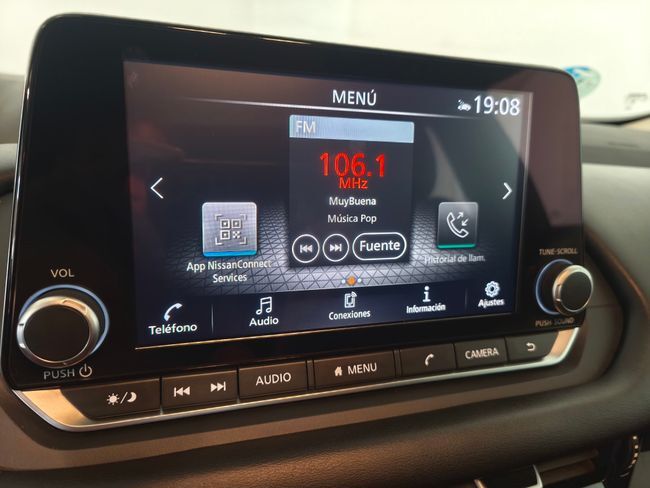 MENÚ
19:08
FM
106.1
MHz
MuyBuena
Música Pop
Fuente
App NissanConnect
Services
Historial de llam.
Teléfono
Audio
Conexiones
Información
Ajustes
VOL
PUSH
TUNE·SCROLL
PUSH SOUND
AUDIO
MENU
CAMERA